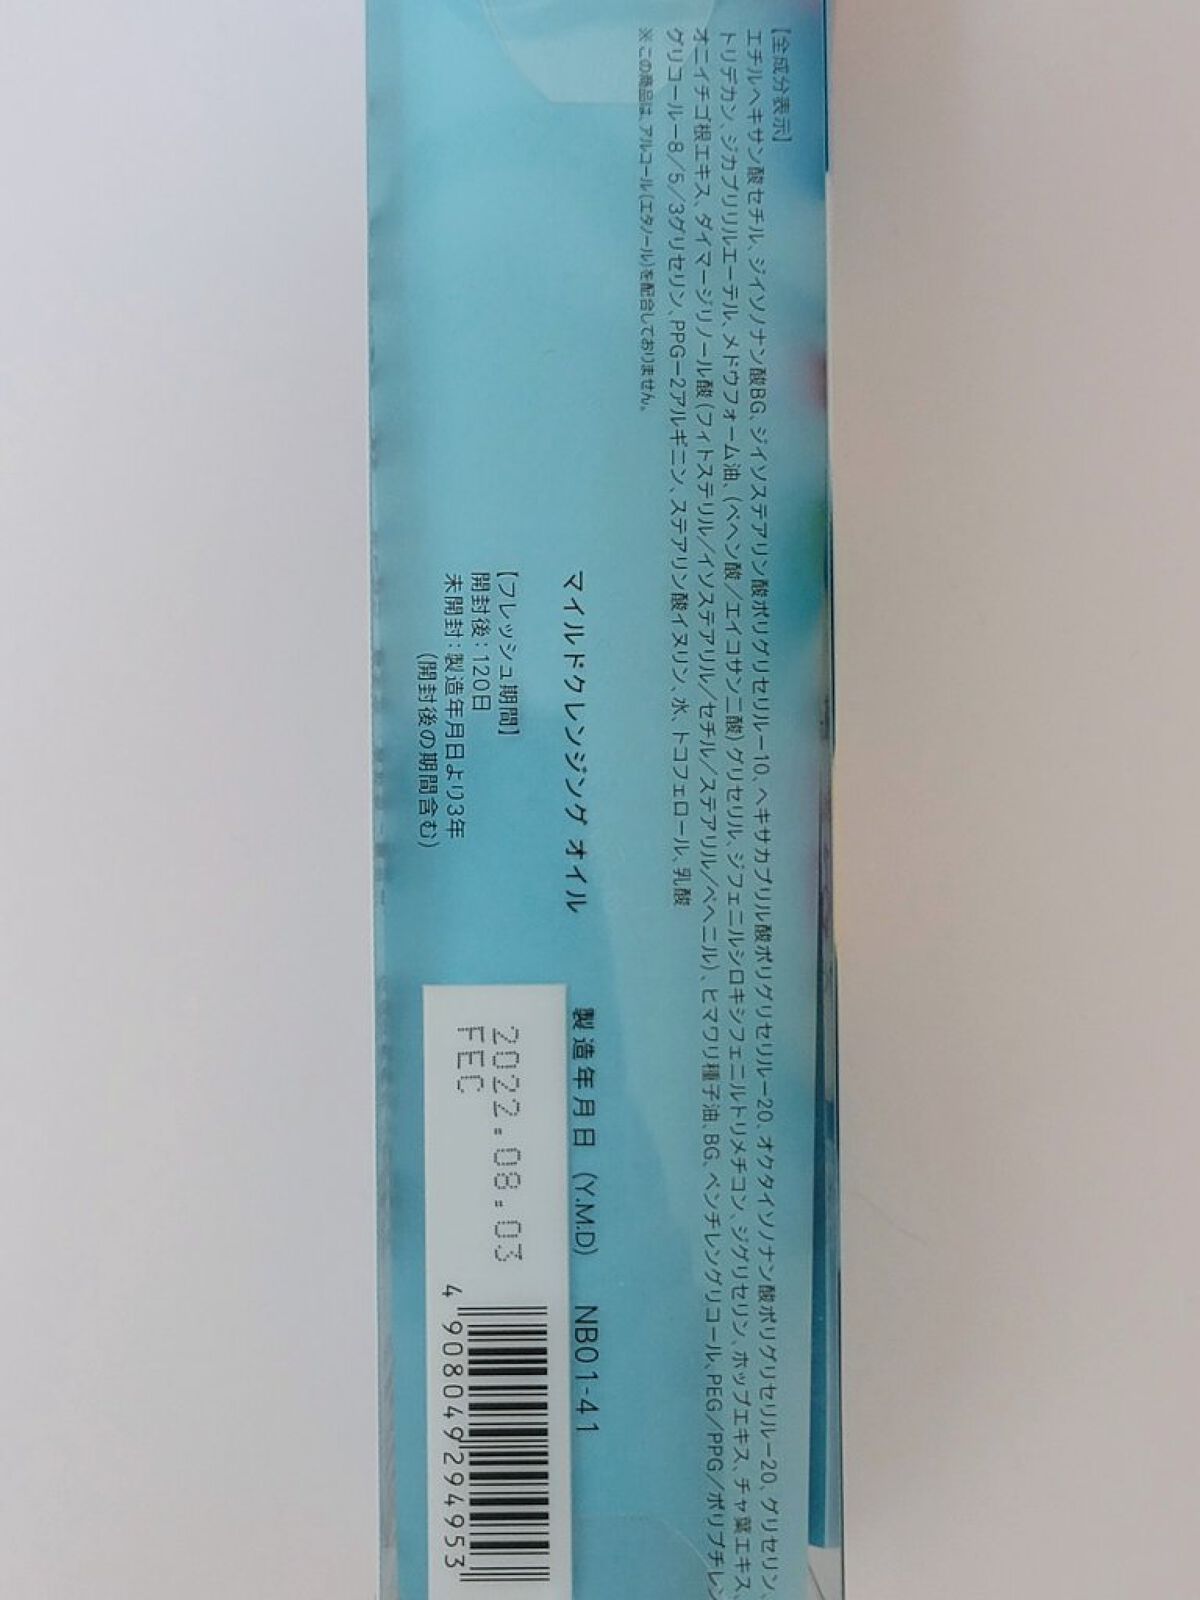 【全成分表示】
エチルヘキサン酸セチル、ジイソノナン酸BG、ジイソステアリン酸ポリグリセリル－10、ヘキサカプリル酸ポリグリセリル－20、オクタイソノナン酸ポリグリセリル－20、グリセリン、
トリデカン、ジカプリリルエーテル、メドウフォーム油、(ベヘン酸／エイコサン二酸)グリセリル、ジフェニルシロキシフェニルトリメチコン、ジグリセリン、ホップエキス、チャ葉エキス、
オニイチゴ根エキス、ダイマージリノール酸(フィトステリル／イソステアリル／セチル／ステアリル／ベヘニル)、ヒマワリ種子油、BG、ペンチレングリコール、PEG／PPG／ポリブチレン
グリコール－8／5／3グリセリン、PPG－2アルギニン、ステアリン酸イヌリン、水、トコフェロール、乳酸
※この商品は、アルコール(エタノール)を配合しておりません。
マイルドクレンジング オイル
【フレッシュ期間】
開封後：120日
未開封：製造年月日より3年
(開封後の期間含む)
製造年月日 (Y.M.D) NB01-41
2022.08.03
FEC
4908049294953